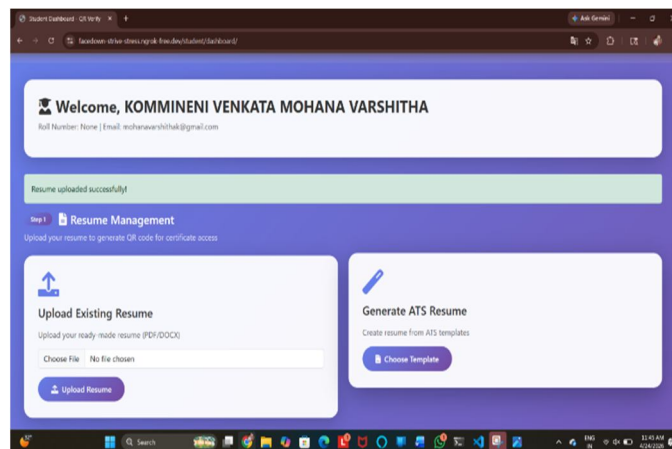 Student Dashboard - QR Verify
Ask Gemini
facedown-strive-stress.ngrok-free.dev/student/dashboard/
Welcome, KOMMINENI VENKATA MOHANA VARSHITHA
Roll Number: None | Email: mohanavarshithak@gmail.com
Resume uploaded successfully!
Step 1 Resume Management
Upload your resume to generate QR code for certificate access
Upload Existing Resume
Upload your ready-made resume (PDF/DOCX)
Choose File No file chosen
Upload Resume
Generate ATS Resume
Create resume from ATS templates
Choose Template
Search
ENG
IN
11:45 AM